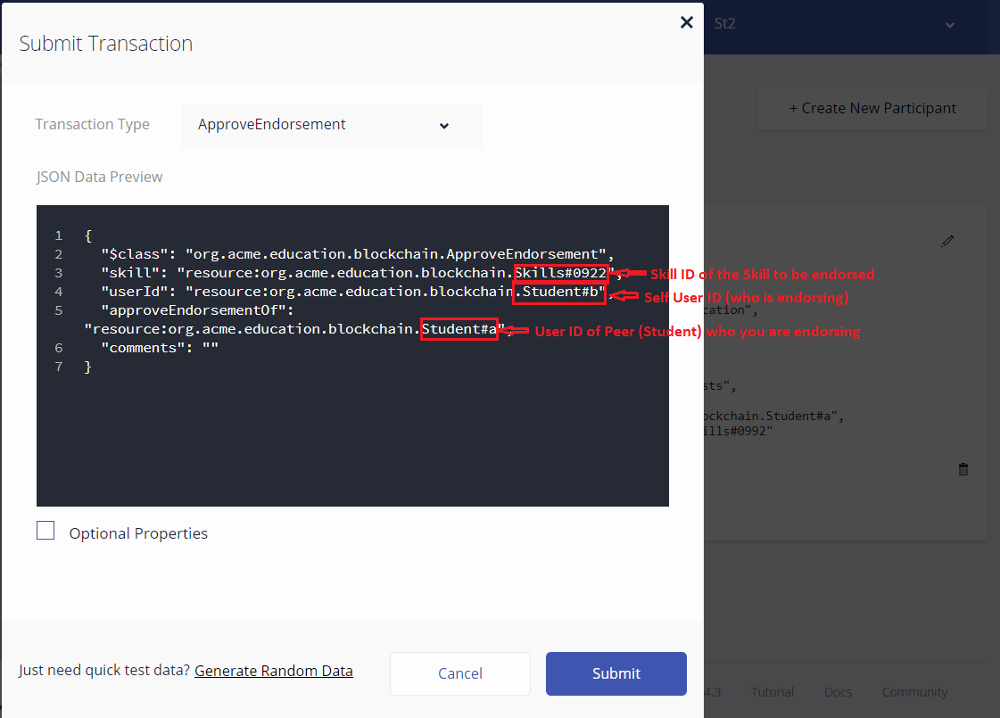 Submit Transaction
St2
+ Create New Participant
Transaction Type
ApproveEndorsement
JSON Data Preview
1 {
2 "$class": "org.acme.education.blockchain.ApproveEndorsement",
3 "skill": "resource:org.acme.education.blockchain.Skills#0922",
Skill ID of the Skill to be endorsed
4 "userId": "resource:org.acme.education.blockchain.Student#b",
Self User ID (who is endorsing)
5 "approveEndorsementOf":
"resource:org.acme.education.blockchain.Student#a",
User ID of Peer (Student) who you are endorsing
6 "comments": ""
7 }
cation",
sts",
ockchain.Student#a",
ills#0992"
Optional Properties
Just need quick test data? Generate Random Data
Cancel
Submit
4.3
Tutorial
Docs
Community